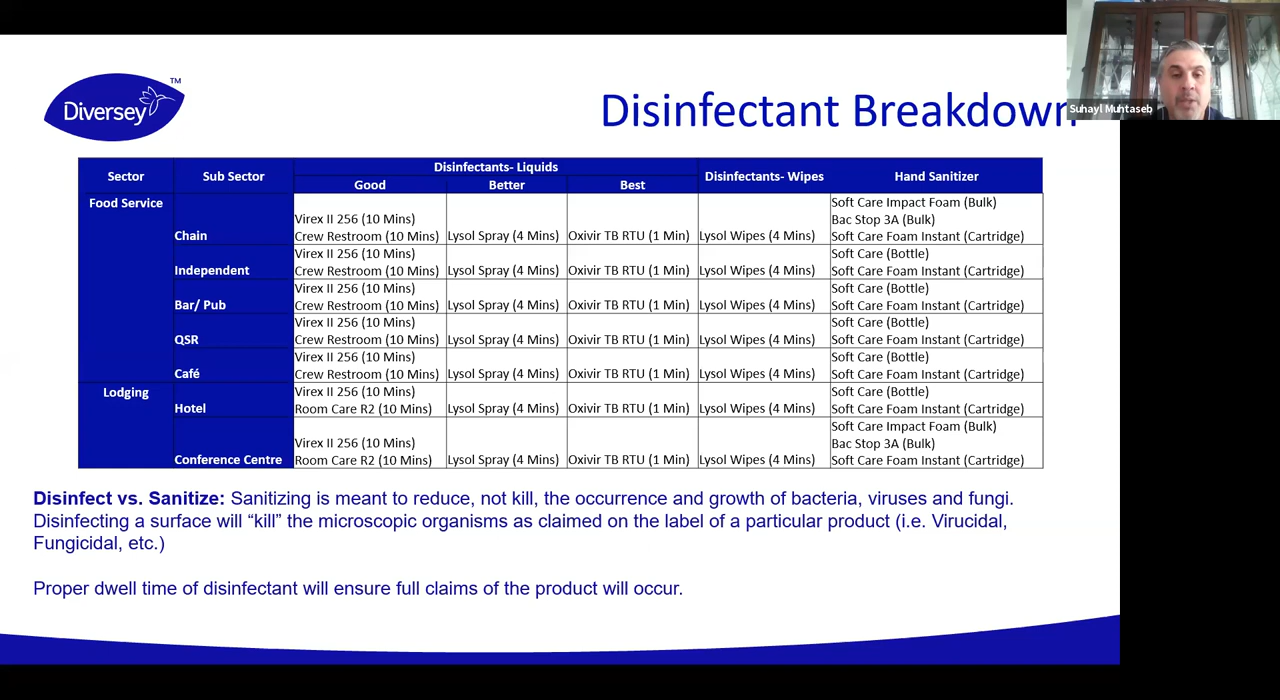 Suhayl Muhtaseb
Diversey™
Disinfectant Breakdown
Sector Sub Sector Disinfectants- Liquids Disinfectants- Wipes Hand Sanitizer
Good Better Best
Food Service Soft Care Impact Foam (Bulk)
Virex II 256 (10 Mins) Bac Stop 3A (Bulk)
Chain Crew Restroom (10 Mins) Lysol Spray (4 Mins) Oxivir TB RTU (1 Min) Lysol Wipes (4 Mins) Soft Care Foam Instant (Cartridge)
Virex II 256 (10 Mins) Soft Care (Bottle)
Independent Crew Restroom (10 Mins) Lysol Spray (4 Mins) Oxivir TB RTU (1 Min) Lysol Wipes (4 Mins) Soft Care Foam Instant (Cartridge)
Virex II 256 (10 Mins) Soft Care (Bottle)
Bar/ Pub Crew Restroom (10 Mins) Lysol Spray (4 Mins) Oxivir TB RTU (1 Min) Lysol Wipes (4 Mins) Soft Care Foam Instant (Cartridge)
Virex II 256 (10 Mins) Soft Care (Bottle)
QSR Crew Restroom (10 Mins) Lysol Spray (4 Mins) Oxivir TB RTU (1 Min) Lysol Wipes (4 Mins) Soft Care Foam Instant (Cartridge)
Virex II 256 (10 Mins) Soft Care (Bottle)
Café Crew Restroom (10 Mins) Lysol Spray (4 Mins) Oxivir TB RTU (1 Min) Lysol Wipes (4 Mins) Soft Care Foam Instant (Cartridge)
Lodging Virex II 256 (10 Mins) Soft Care (Bottle)
Hotel Room Care R2 (10 Mins) Lysol Spray (4 Mins) Oxivir TB RTU (1 Min) Lysol Wipes (4 Mins) Soft Care Foam Instant (Cartridge)
Soft Care Impact Foam (Bulk)
Virex II 256 (10 Mins) Bac Stop 3A (Bulk)
Conference Centre Room Care R2 (10 Mins) Lysol Spray (4 Mins) Oxivir TB RTU (1 Min) Lysol Wipes (4 Mins) Soft Care Foam Instant (Cartridge)
Disinfect vs. Sanitize: Sanitizing is meant to reduce, not kill, the occurrence and growth of bacteria, viruses and fungi.
Disinfecting a surface will “kill” the microscopic organisms as claimed on the label of a particular product (i.e. Virucidal,
Fungicidal, etc.)
Proper dwell time of disinfectant will ensure full claims of the product will occur.